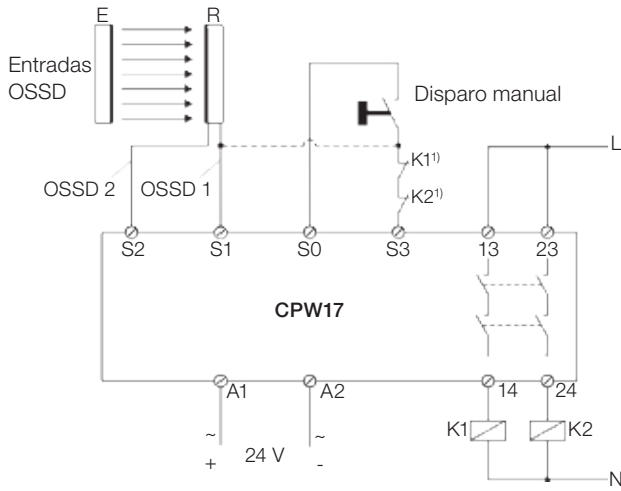 E R
Entradas
OSSD
Disparo manual
L
K1¹⁾
OSSD 2 OSSD 1
K2¹⁾
S2 S1 S0 S3 13 23
CPW17
A1 A2 14 24
K1 K2
~ 24 V ~
+ -
N